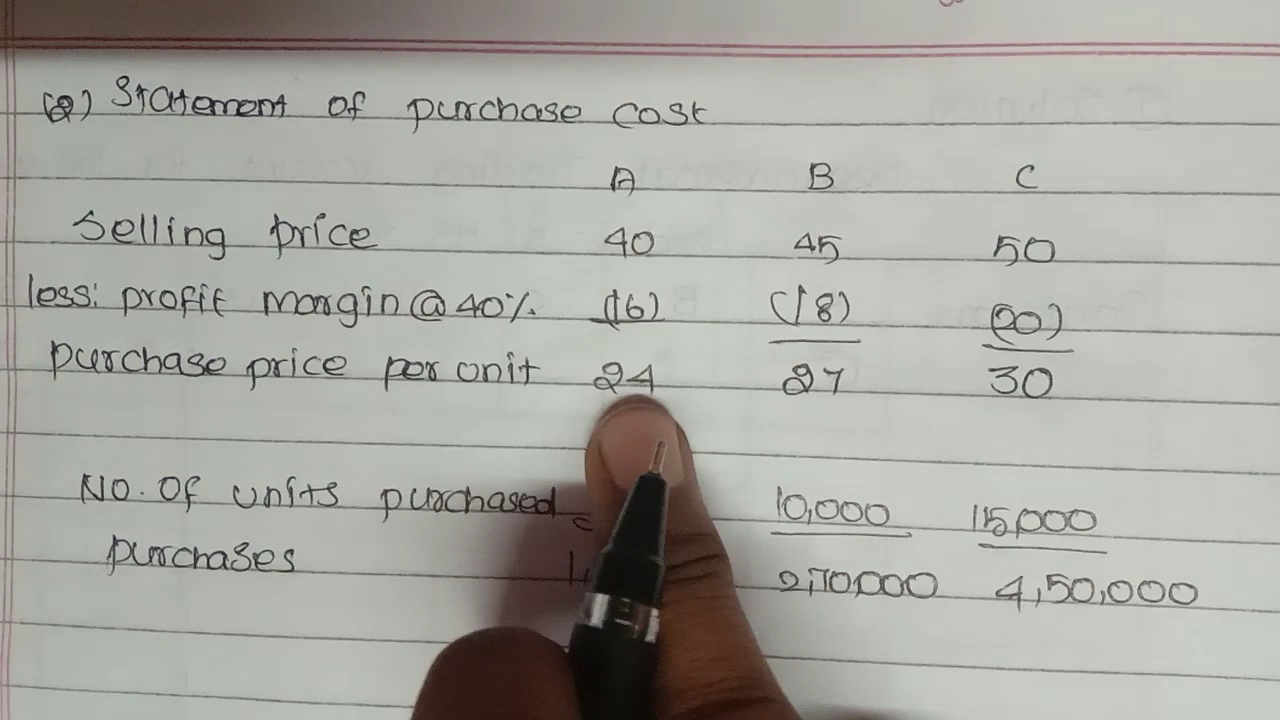 (2) Statement of purchase cost
A B C
Selling price 40 45 50
less: profit margin @ 40% (16) (18) (20)
purchase price per unit 24 27 30
No. of units purchased 10,000 15,000
purchases 2,70,000 4,50,000